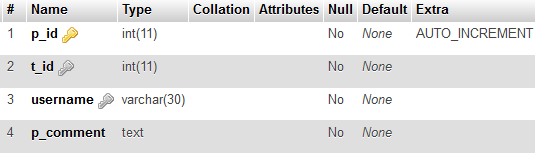 # Name Type Collation Attributes Null Default Extra
1 p_id int(11) No None AUTO_INCREMENT
2 t_id int(11) No None
3 username varchar(30) No None
4 p_comment text No None